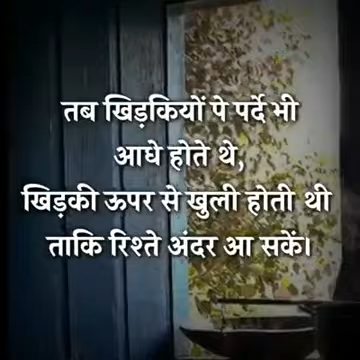 तब खिड़कियों पे पर्दे भी
आधे होते थे,
खिड़की ऊपर से खुली होती थी
ताकि रिश्ते अंदर आ सकें।